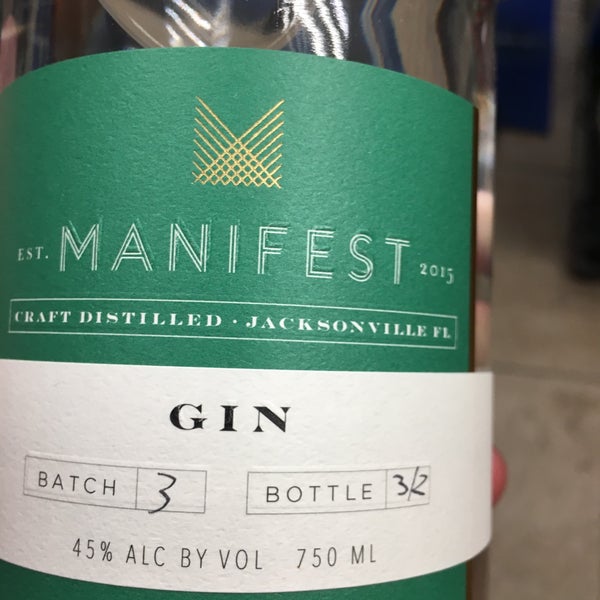 EST. MANIFEST 2015
CRAFT DISTILLED · JACKSONVILLE FL
GIN
BATCH 3 BOTTLE
45% ALC BY VOL 750 ML